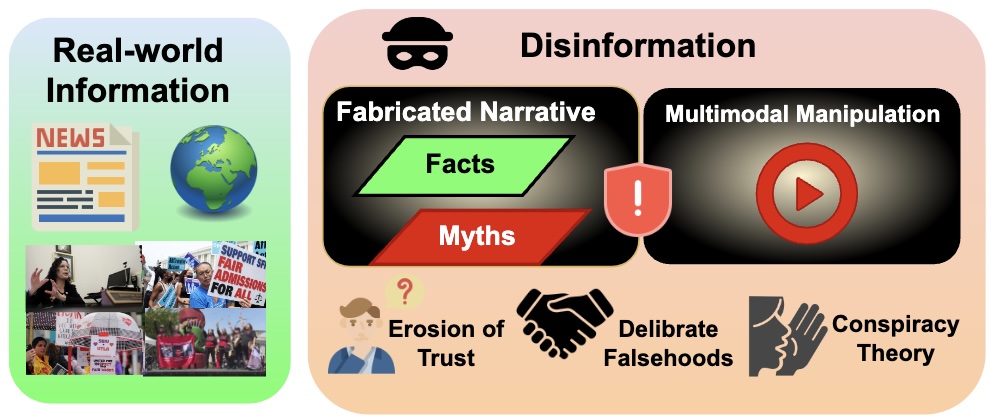 Real-world
Information
NEWS
SUPPORT SF
FAIR
ADMISSIONS
FOR ALL
Disinformation
Fabricated Narrative
Facts
Myths
!
Multimodal Manipulation
?
Erosion of
Trust
Delibrate
Falsehoods
Conspiracy
Theory